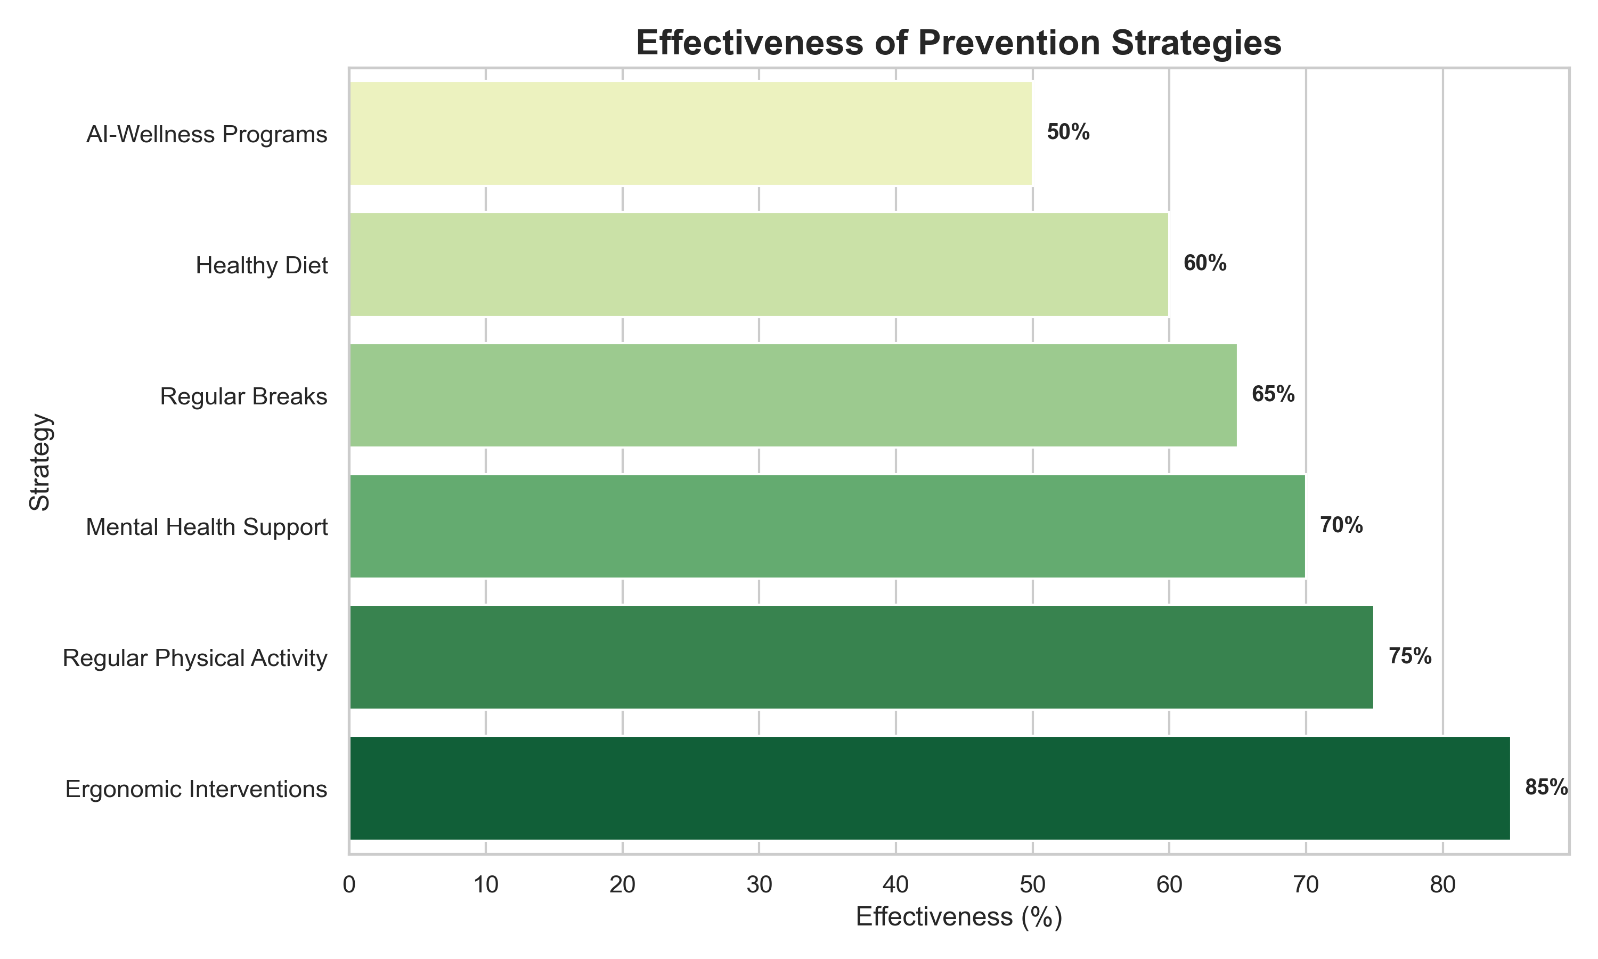 Effectiveness of Prevention Strategies
AI-Wellness Programs
50%
Healthy Diet
60%
Regular Breaks
65%
Strategy
Mental Health Support
70%
Regular Physical Activity
75%
Ergonomic Interventions
85%
0 10 20 30 40 50 60 70 80
Effectiveness (%)